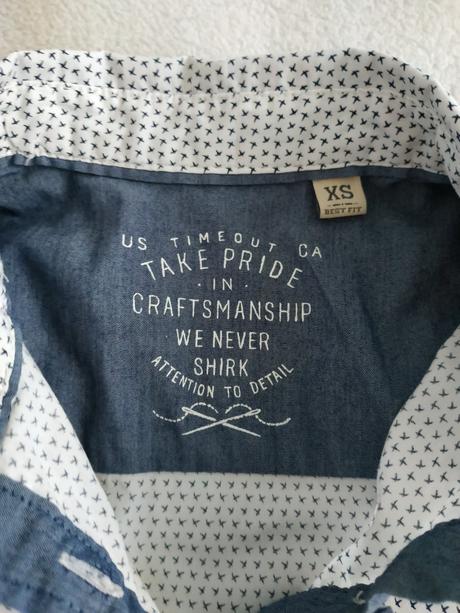 XS
BEST FIT
US TIMEOUT CA
TAKE PRIDE
· IN ·
CRAFTSMANSHIP
WE NEVER
SHIRK
ATTENTION TO DETAIL